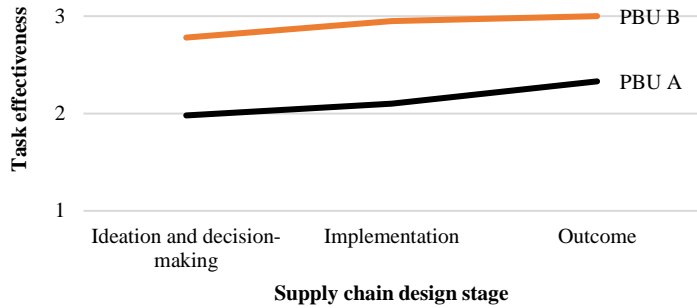 Task effectiveness
3
2
1
PBU B
PBU A
Ideation and decision-
making
Implementation
Outcome
Supply chain design stage